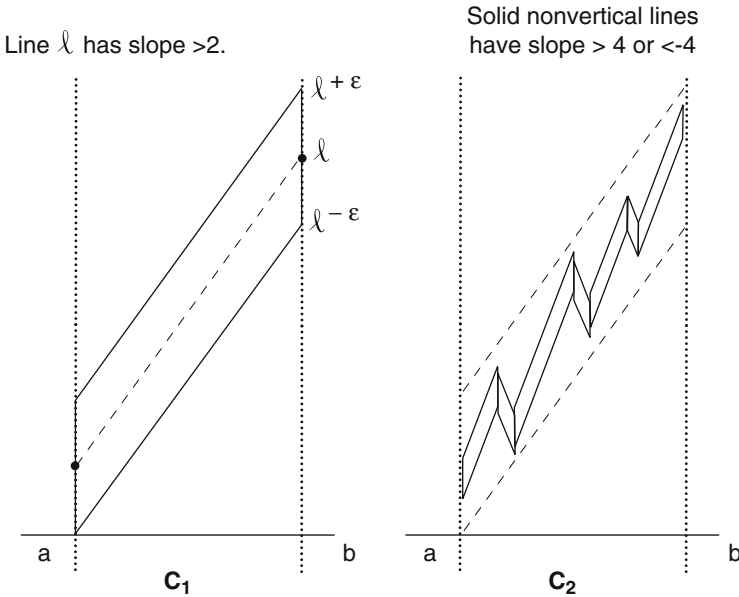 Line ℓ has slope >2.
Solid nonvertical lines
have slope > 4 or <-4
ℓ + ε
ℓ
ℓ − ε
a
b
a
b
C₁
C₂